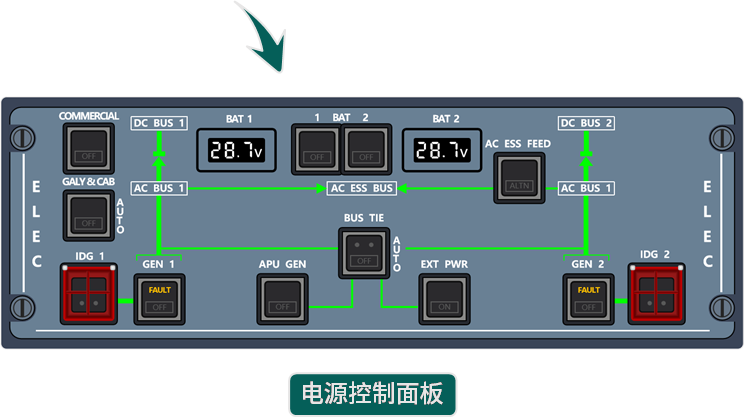 COMMERCIAL
OFF
DC BUS 1
BAT 1
28.7v
1 BAT 2
OFF
OFF
BAT 2
28.7v
DC BUS 2
AC ESS FEED
ALTN
GALY & CAB
OFF
AUTO
AC BUS 1
AC ESS BUS
AC BUS 1
ELEC
ELEC
BUS TIE
OFF
AUTO
IDG 1
GEN 1
FAULT
OFF
APU GEN
OFF
EXT PWR
ON
GEN 2
FAULT
OFF
IDG 2
电源控制面板